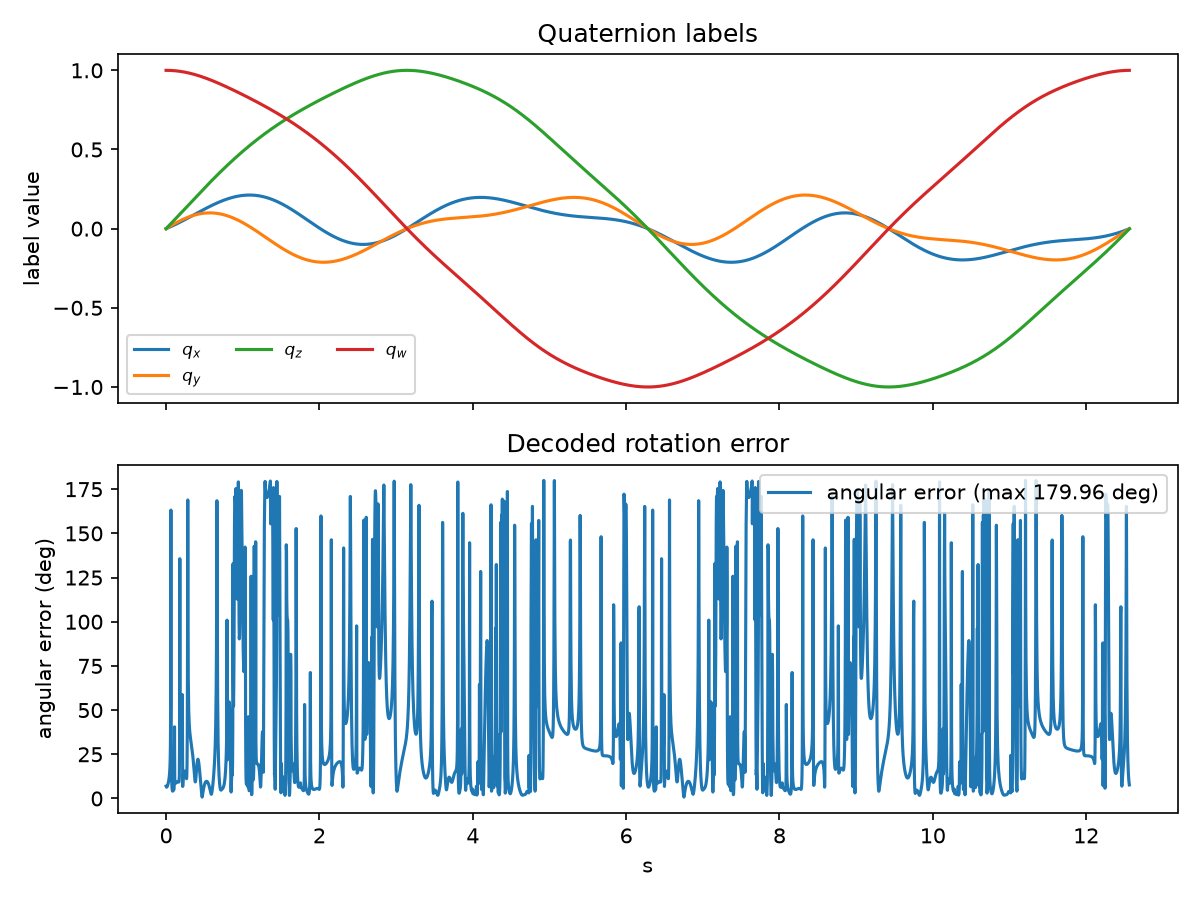 Quaternion labels
label value
1.0
0.5
0.0
−0.5
−1.0
q_x q_z q_w
q_y
Decoded rotation error
angular error (deg)
175
150
125
100
75
50
25
0
angular error (max 179.96 deg)
0 2 4 6 8 10 12
s